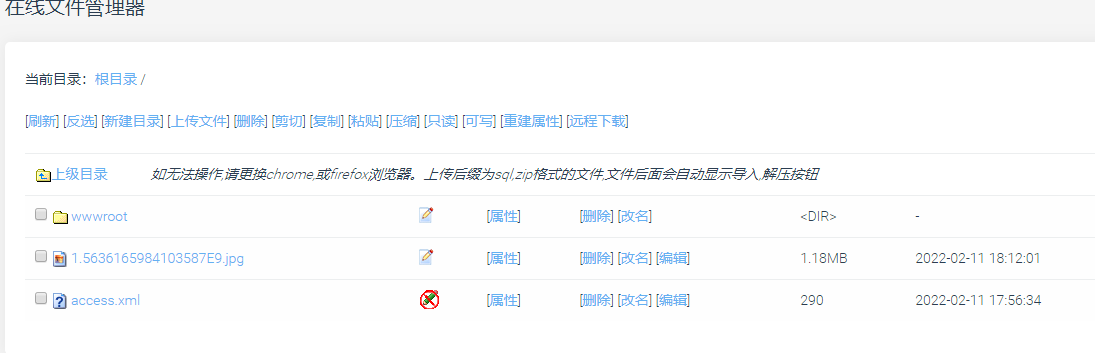 在线文件管理器
当前目录：根目录 /
[刷新] [反选] [新建目录] [上传文件] [删除] [剪切] [复制] [粘贴] [压缩] [只读] [可写] [重建属性] [远程下载]
上级目录 如无法操作,请更换chrome,或firefox浏览器。上传后缀为sql,zip格式的文件,文件后面会自动显示导入,解压按钮
wwwroot [属性] [删除] [改名] <DIR> -
1.5636165984103587E9.jpg [属性] [删除] [改名] [编辑] 1.18MB 2022-02-11 18:12:01
access.xml [属性] [删除] [改名] [编辑] 290 2022-02-11 17:56:34